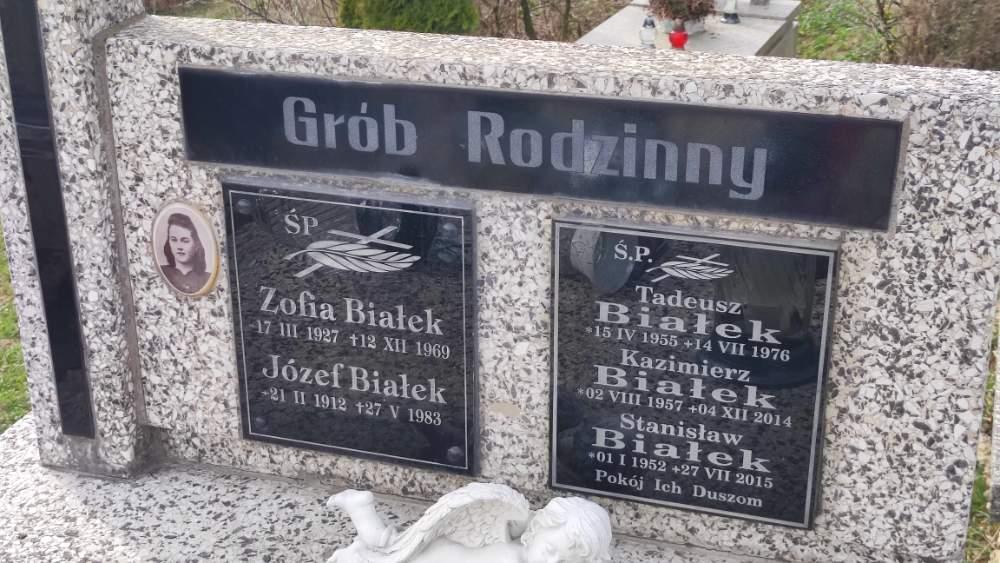 Grób Rodzinny
ŚP
Zofia Białek
17 III 1927 +12 XII 1969
Józef Białek
*21 II 1912 +27 V 1983
Ś.P.
Tadeusz
Białek
*15 IV 1955 +14 VII 1976
Kazimierz
Białek
*02 VIII 1957 +04 XII 2014
Stanisław
Białek
*01 I 1952 +27 VII 2015
Pokój Ich Duszom